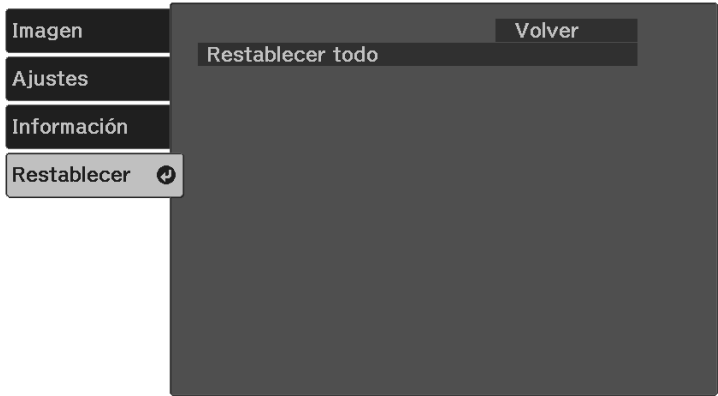 Imagen
Ajustes
Información
Restablecer
Volver
Restablecer todo